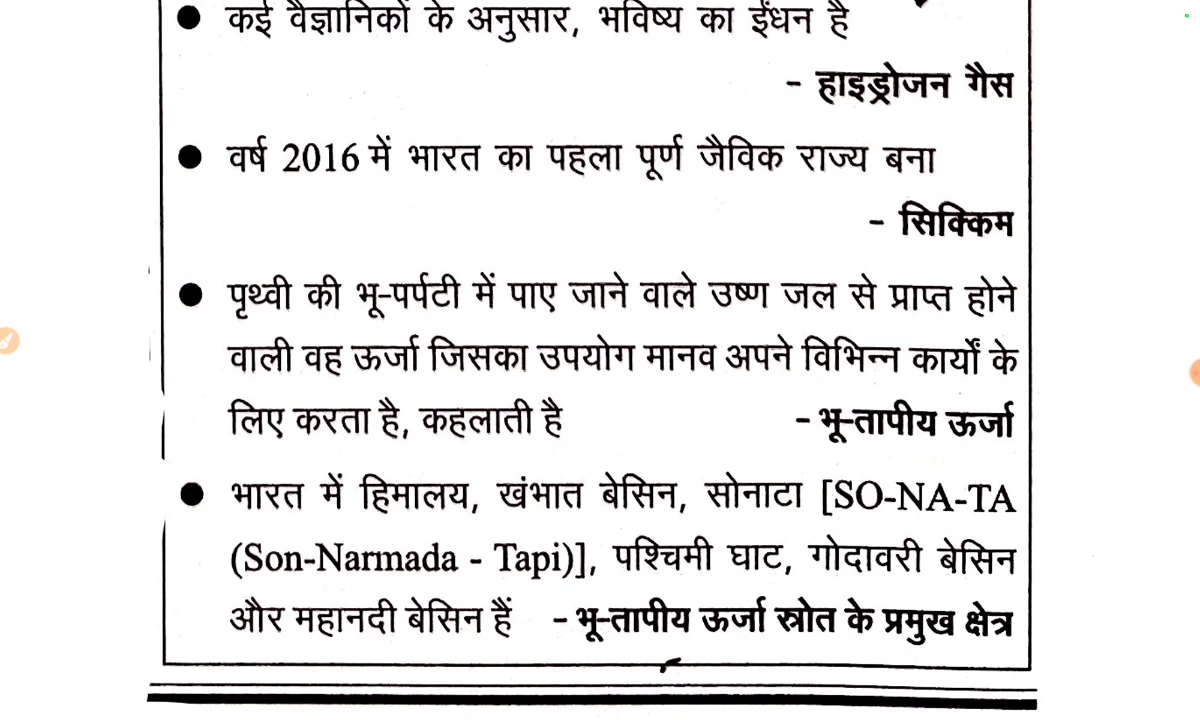 ● कई वैज्ञानिकों के अनुसार, भविष्य का ईंधन है
- हाइड्रोजन गैस
● वर्ष 2016 में भारत का पहला पूर्ण जैविक राज्य बना
- सिक्किम
● पृथ्वी की भू-पर्पटी में पाए जाने वाले उष्ण जल से प्राप्त होने
वाली वह ऊर्जा जिसका उपयोग मानव अपने विभिन्न कार्यों के
लिए करता है, कहलाती है - भू-तापीय ऊर्जा
● भारत में हिमालय, खंभात बेसिन, सोनाटा [SO-NA-TA
(Son-Narmada - Tapi)], पश्चिमी घाट, गोदावरी बेसिन
और महानदी बेसिन हैं - भू-तापीय ऊर्जा स्रोत के प्रमुख क्षेत्र